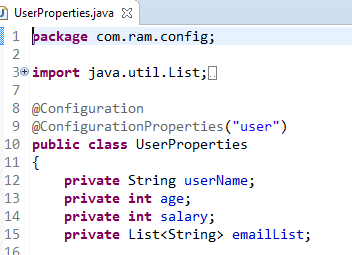 UserProperties.java
1 package com.ram.config;
2
3 import java.util.List;
7
8 @Configuration
9 @ConfigurationProperties("user")
10 public class UserProperties
11 {
12 private String userName;
13 private int age;
14 private int salary;
15 private List<String> emailList;
16